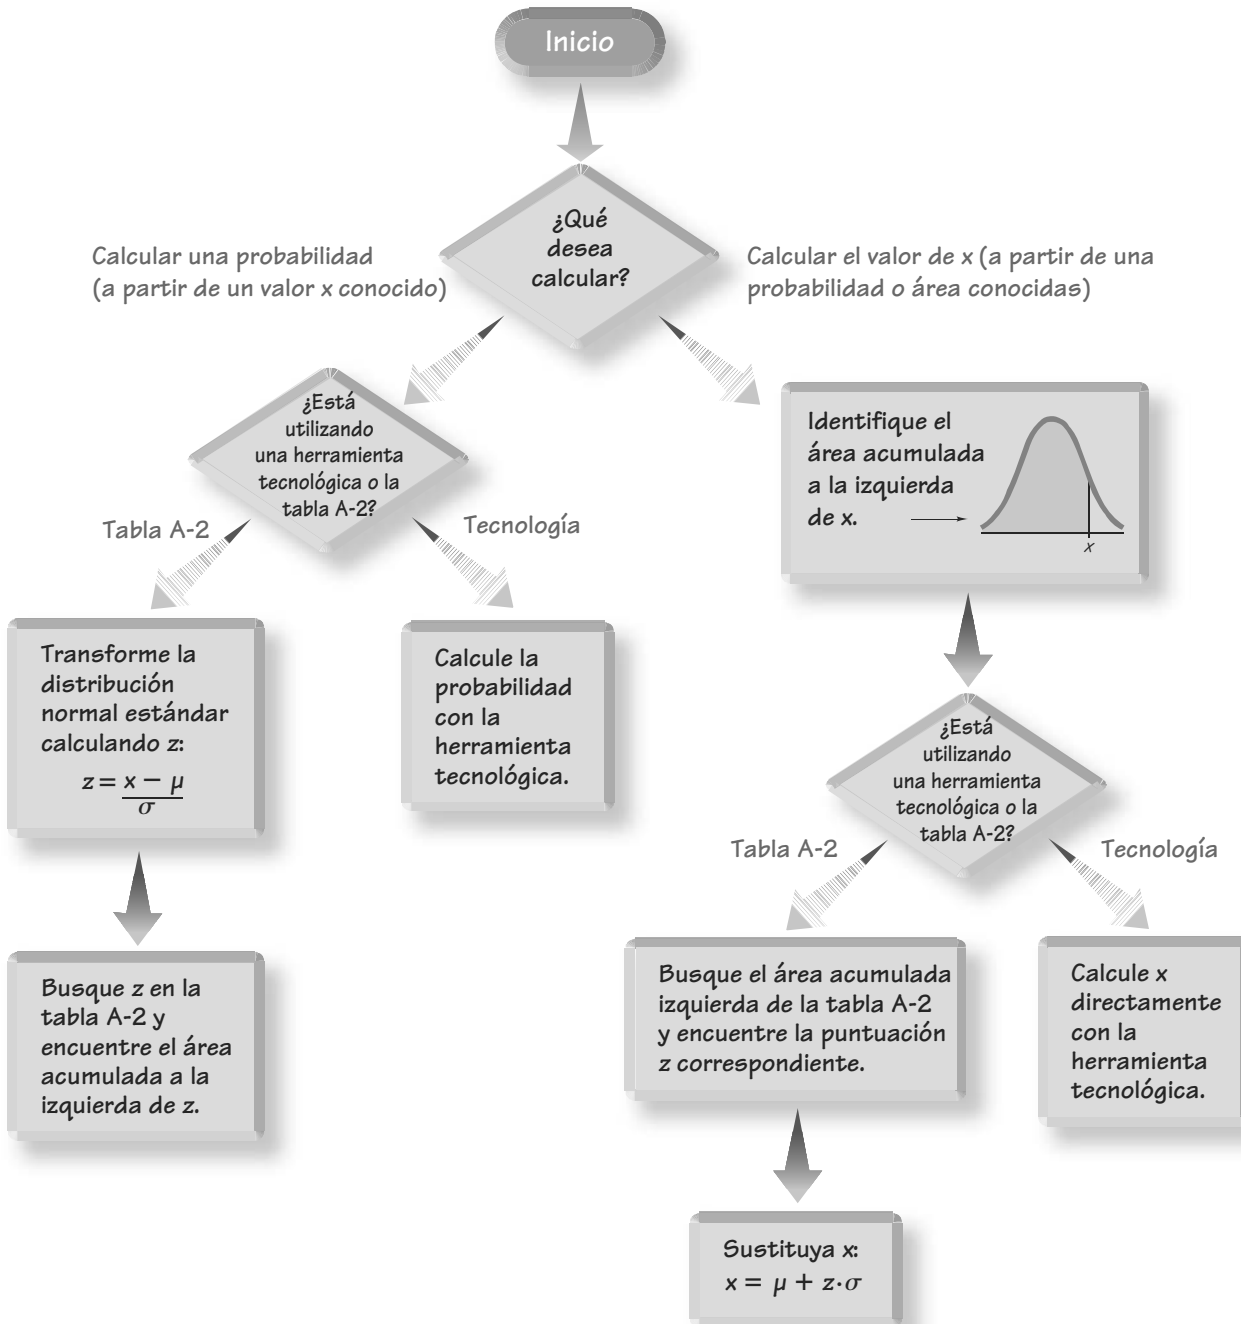 Inicio
¿Qué
desea
calcular?
Calcular una probabilidad
(a partir de un valor x conocido)
Calcular el valor de x (a partir de una
probabilidad o área conocidas)
¿Está
utilizando
una herramienta
tecnológica o la
tabla A-2?
Tabla A-2
Tecnología
Transforme la
distribución
normal estándar
calculando z:
z = \frac{x − μ}{σ}
Busque z en la
tabla A-2 y
encuentre el área
acumulada a la
izquierda de z.
Calcule la
probabilidad
con la
herramienta
tecnológica.
Identifique el
área acumulada
a la izquierda
de x.
x
¿Está
utilizando
una herramienta
tecnológica o la
tabla A-2?
Tabla A-2
Tecnología
Busque el área acumulada
izquierda de la tabla A-2
y encuentre la puntuación
z correspondiente.
Sustituya x:
x = μ + z·σ
Calcule x
directamente
con la
herramienta
tecnológica.